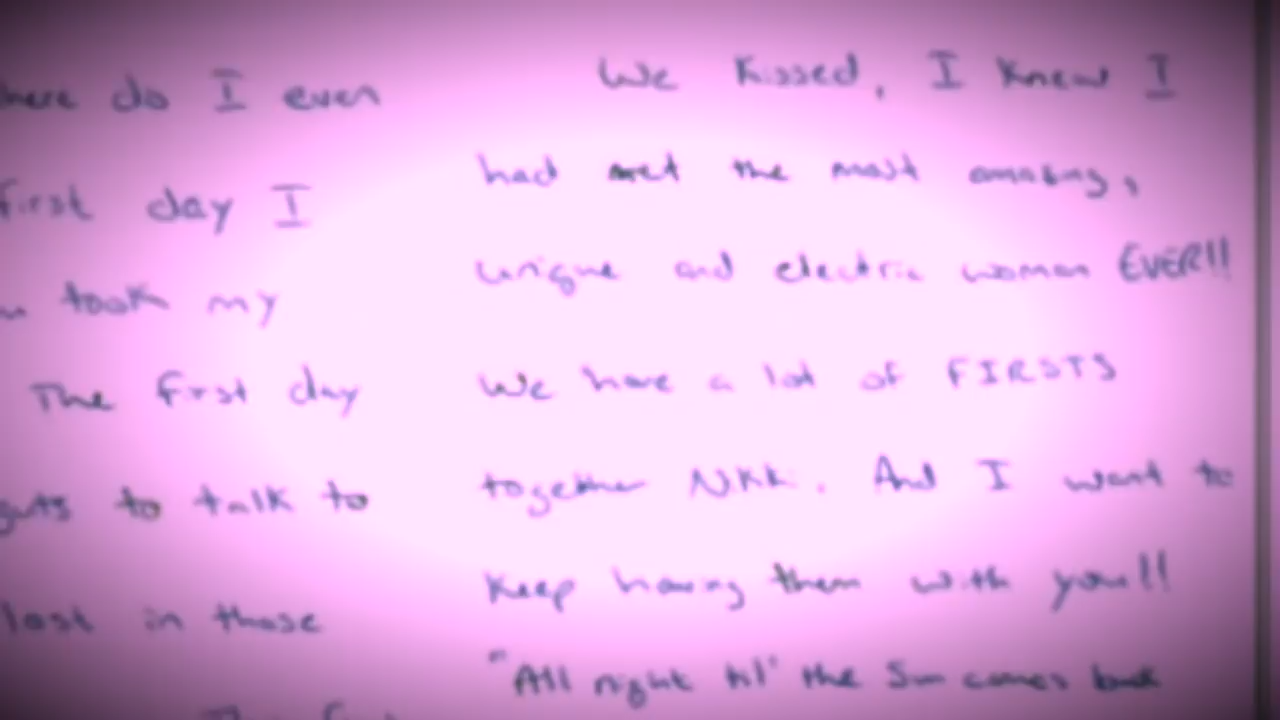 here do I even
first day I
took my
The first day
guts to talk to
lost in those
We Kissed, I knew I
had met the most amazing,
unique and electric woman EVER!!
We have a lot of FIRSTS
together Nikki. And I want to
Keep having them with you!!
"All night til' the Sun comes back